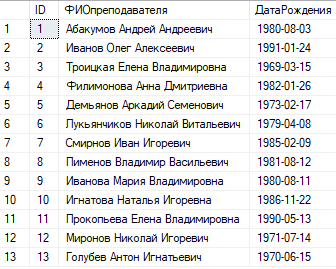 ID ФИОпреподавателя ДатаРождения
1 1 Абакумов Андрей Андреевич 1980-08-03
2 2 Иванов Олег Алексеевич 1991-01-24
3 3 Троицкая Елена Владимировна 1969-03-15
4 4 Филимонова Анна Дмитриевна 1982-01-26
5 5 Демьянов Аркадий Семенович 1973-02-17
6 6 Лукьянчиков Николай Витальевич 1979-04-08
7 7 Смирнов Иван Игоревич 1985-02-09
8 8 Пименов Владимир Васильевич 1981-08-12
9 9 Иванова Мария Владимировна 1980-08-11
10 10 Игнатова Наталья Игоревна 1986-11-22
11 11 Прокопьева Елена Владимировна 1990-05-13
12 12 Миронов Николай Игоревич 1971-07-14
13 13 Голубев Антон Игнатьевич 1970-06-15